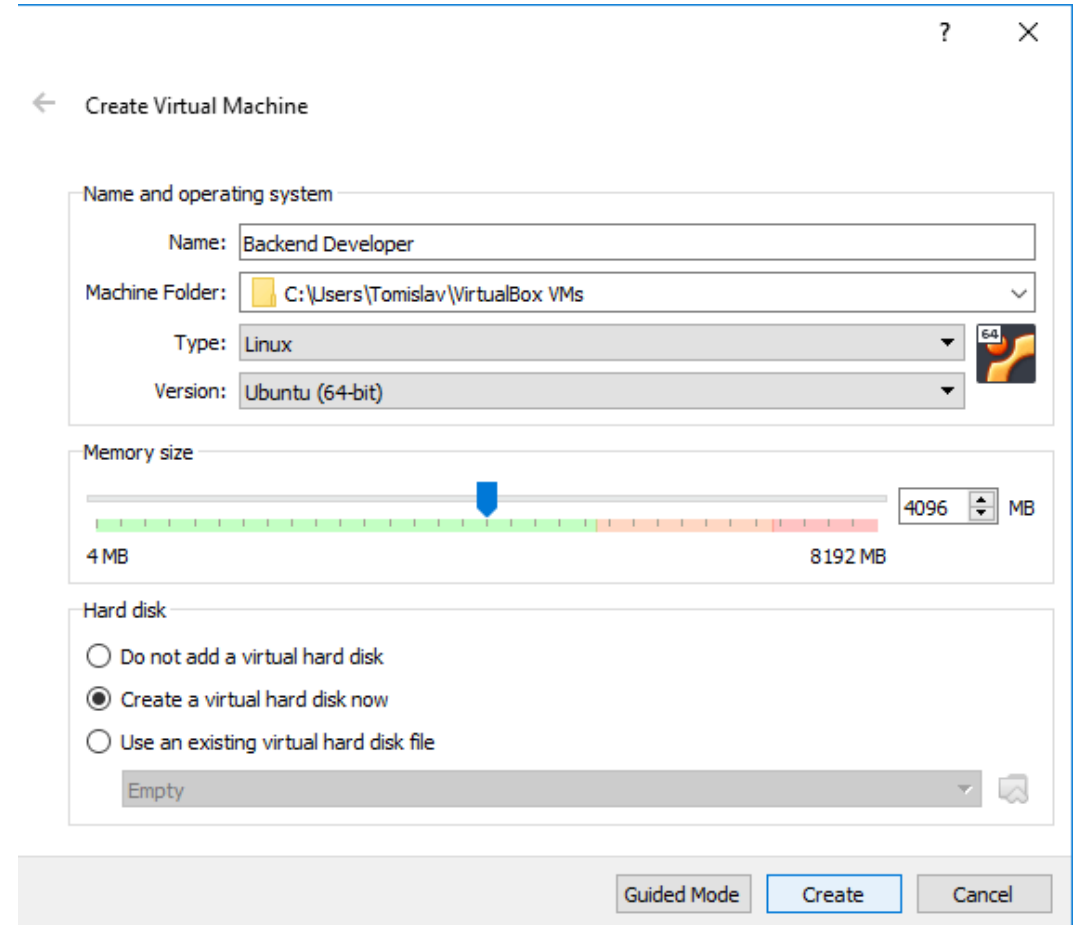 ?
Create Virtual Machine
Name and operating system
Name: Backend Developer
Machine Folder: C:\Users\Tomislav\VirtualBox VMs
Type: Linux
64
Version: Ubuntu (64-bit)
Memory size
4096 MB
4 MB 8192 MB
Hard disk
Do not add a virtual hard disk
Create a virtual hard disk now
Use an existing virtual hard disk file
Empty
Guided Mode Create Cancel